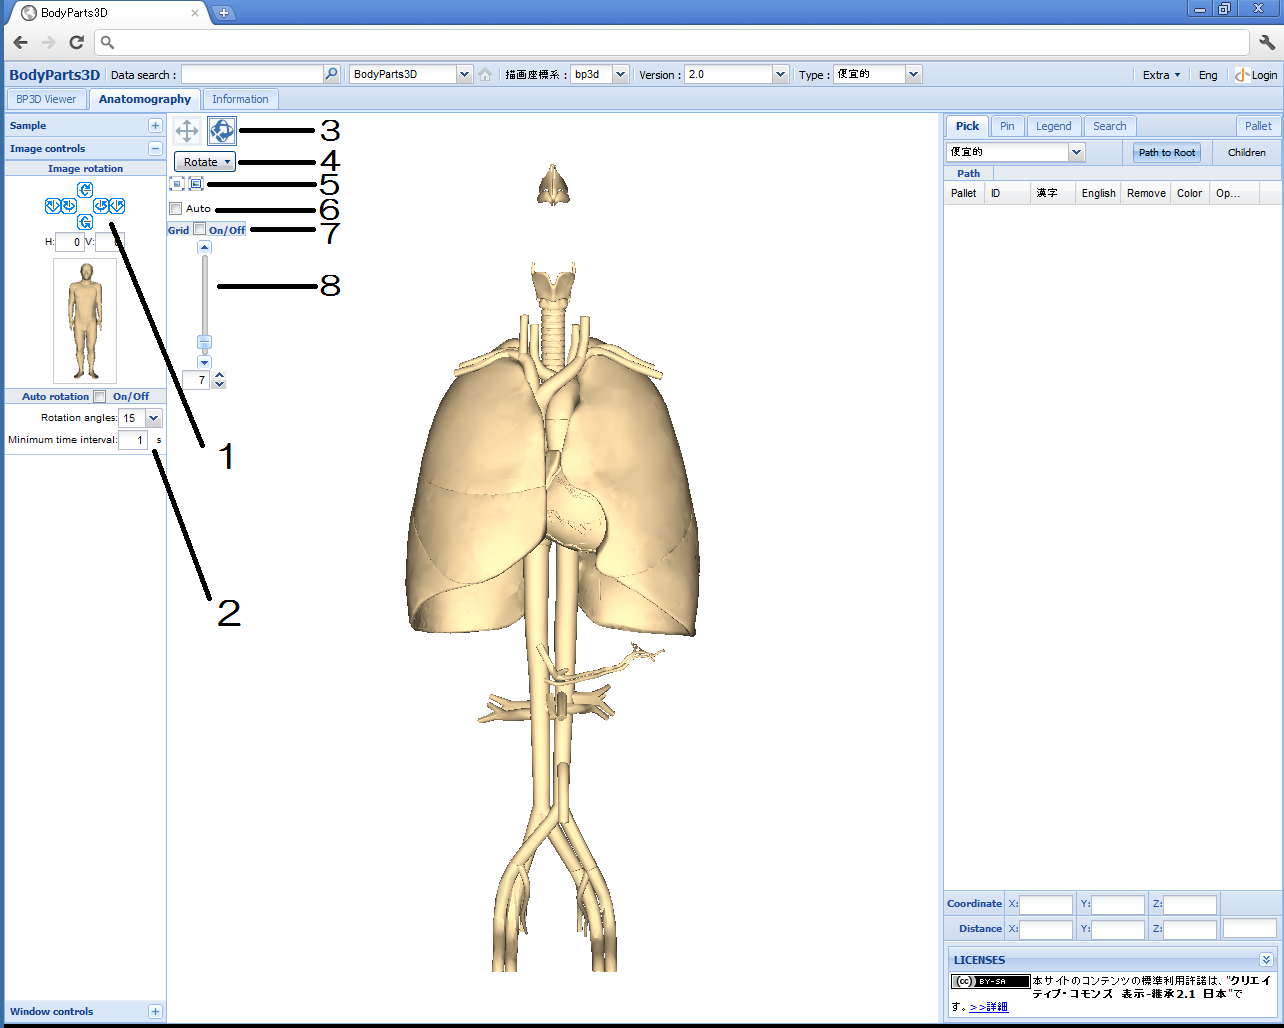 BodyParts3D
BodyParts3D Data search : BodyParts3D 描画座標系 : bp3d Version : 2.0 Type : 便宜的 Extra Eng Login
BP3D Viewer Anatomography Information
Sample
Image controls
Image rotation
H: 0 V:
Auto rotation On/Off
Rotation angles: 15
Minimum time interval: 1 s
Window controls
3
Rotate 4
5
Auto 6
Grid On/Off 7
8
7
1
2
Pick Pin Legend Search Pallet
便宜的 Path to Root Children
Path
Pallet ID 漢字 English Remove Color Op...
Coordinate X: Y: Z:
Distance X: Y: Z:
LICENSES
(cc) BY-SA 本サイトのコンテンツの標準利用許諾は、"クリエイ
ティブ・コモンズ 表示-継承2.1 日本"で
す。 >>詳細